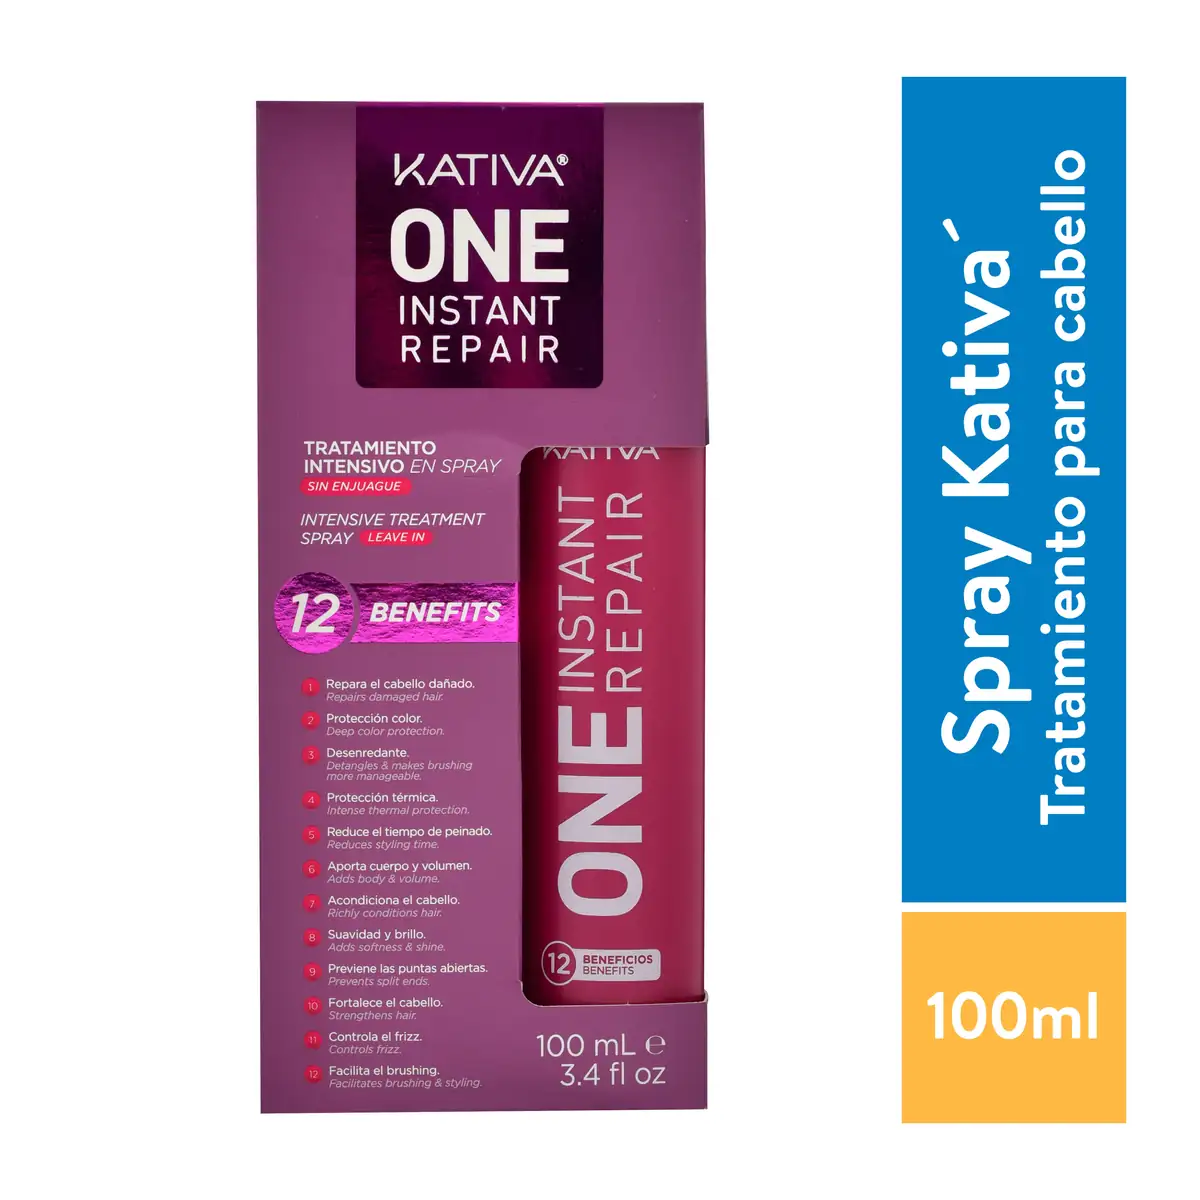 KATIVA®
ONE
INSTANT
REPAIR
TRATAMIENTO
INTENSIVO EN SPRAY
SIN ENJUAGUE
INTENSIVE TREATMENT
SPRAY LEAVE IN
12 BENEFITS
1 Repara el cabello dañado.
Repairs damaged hair.
2 Protección color.
Deep color protection.
3 Desenredante.
Detangles & makes brushing
more manageable.
4 Protección térmica.
Intense thermal protection.
5 Reduce el tiempo de peinado.
Reduces styling time.
6 Aporta cuerpo y volumen.
Adds body & volume.
7 Acondiciona el cabello.
Richly conditions hair.
8 Suavidad y brillo.
Adds softness & shine.
9 Previene las puntas abiertas.
Prevents split ends.
10 Fortalece el cabello.
Strengthens hair.
11 Controla el frizz.
Controls frizz.
12 Facilita el brushing.
Facilitates brushing & styling.
KATIVA
ONE INSTANT
REPAIR
12 BENEFICIOS
BENEFITS
100 mL e
3.4 fl oz
Spray Kativa´
Tratamiento para cabello
100ml